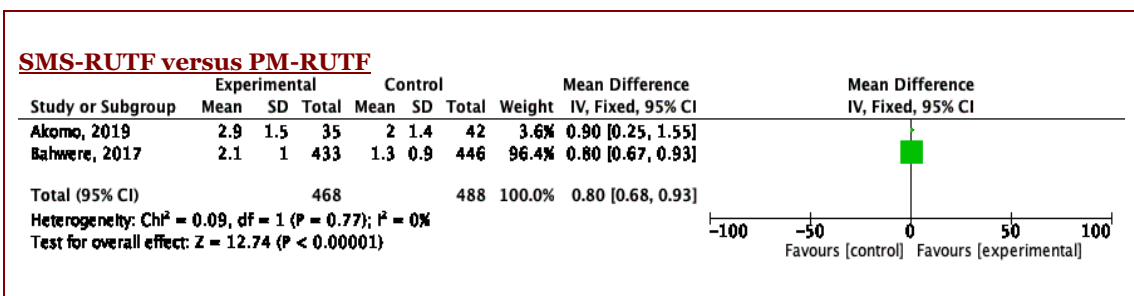 SMS-RUTF versus PM-RUTF
Experimental Control Mean Difference Mean Difference
Study or Subgroup Mean SD Total Mean SD Total Weight IV, Fixed, 95% CI IV, Fixed, 95% CI
Akomo, 2019 2.9 1.5 35 2 1.4 42 3.6% 0.90 [0.25, 1.55]
Bahwere, 2017 2.1 1 433 1.3 0.9 446 96.4% 0.80 [0.67, 0.93]
Total (95% CI) 468 488 100.0% 0.80 [0.68, 0.93]
Heterogeneity: Chi² = 0.09, df = 1 (P = 0.77); I² = 0%
Test for overall effect: Z = 12.74 (P < 0.00001)
-100 -50 0 50 100
Favours [control] Favours [experimental]